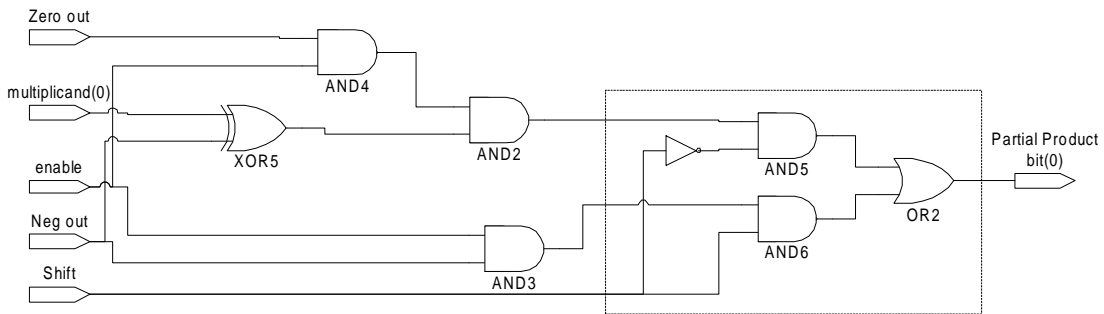 Zero out
AND4
multiplicand(0)
XOR5
AND2
enable
AND5
Partial Product
bit(0)
Neg out
OR2
AND6
Shift
AND3